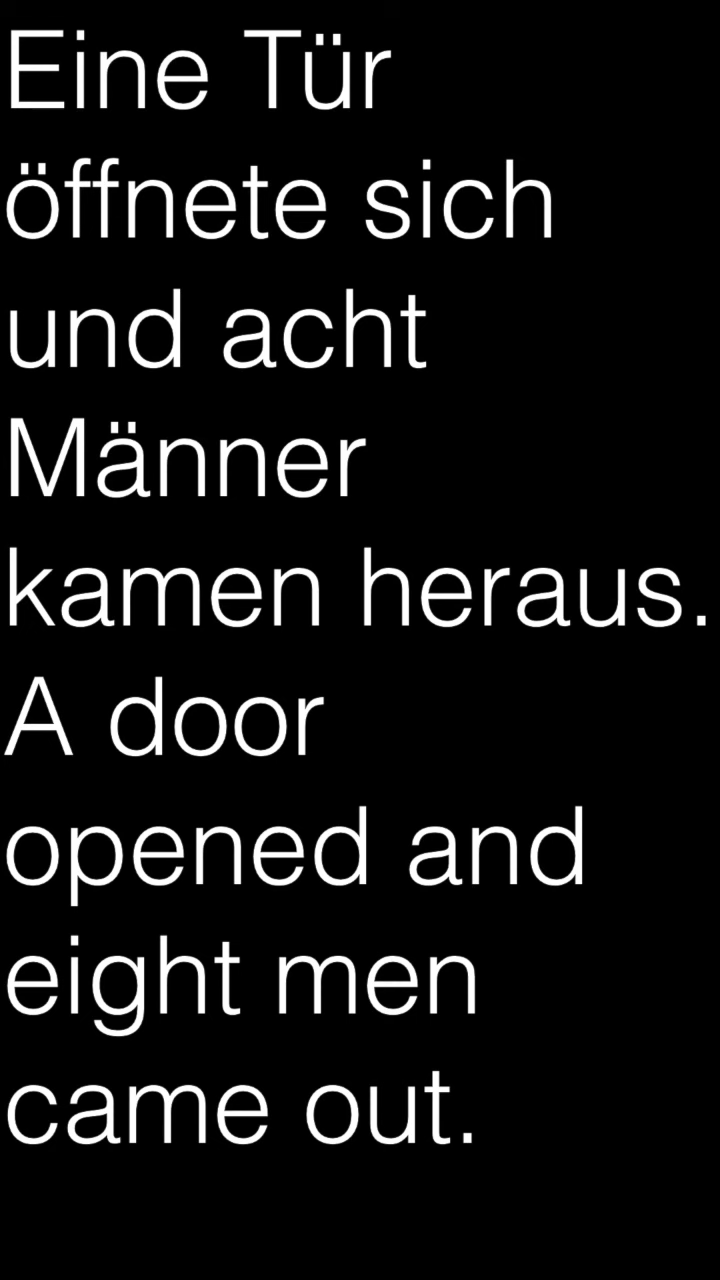 Eine Tür
öffnete sich
und acht
Männer
kamen heraus.
A door
opened and
eight men
came out.